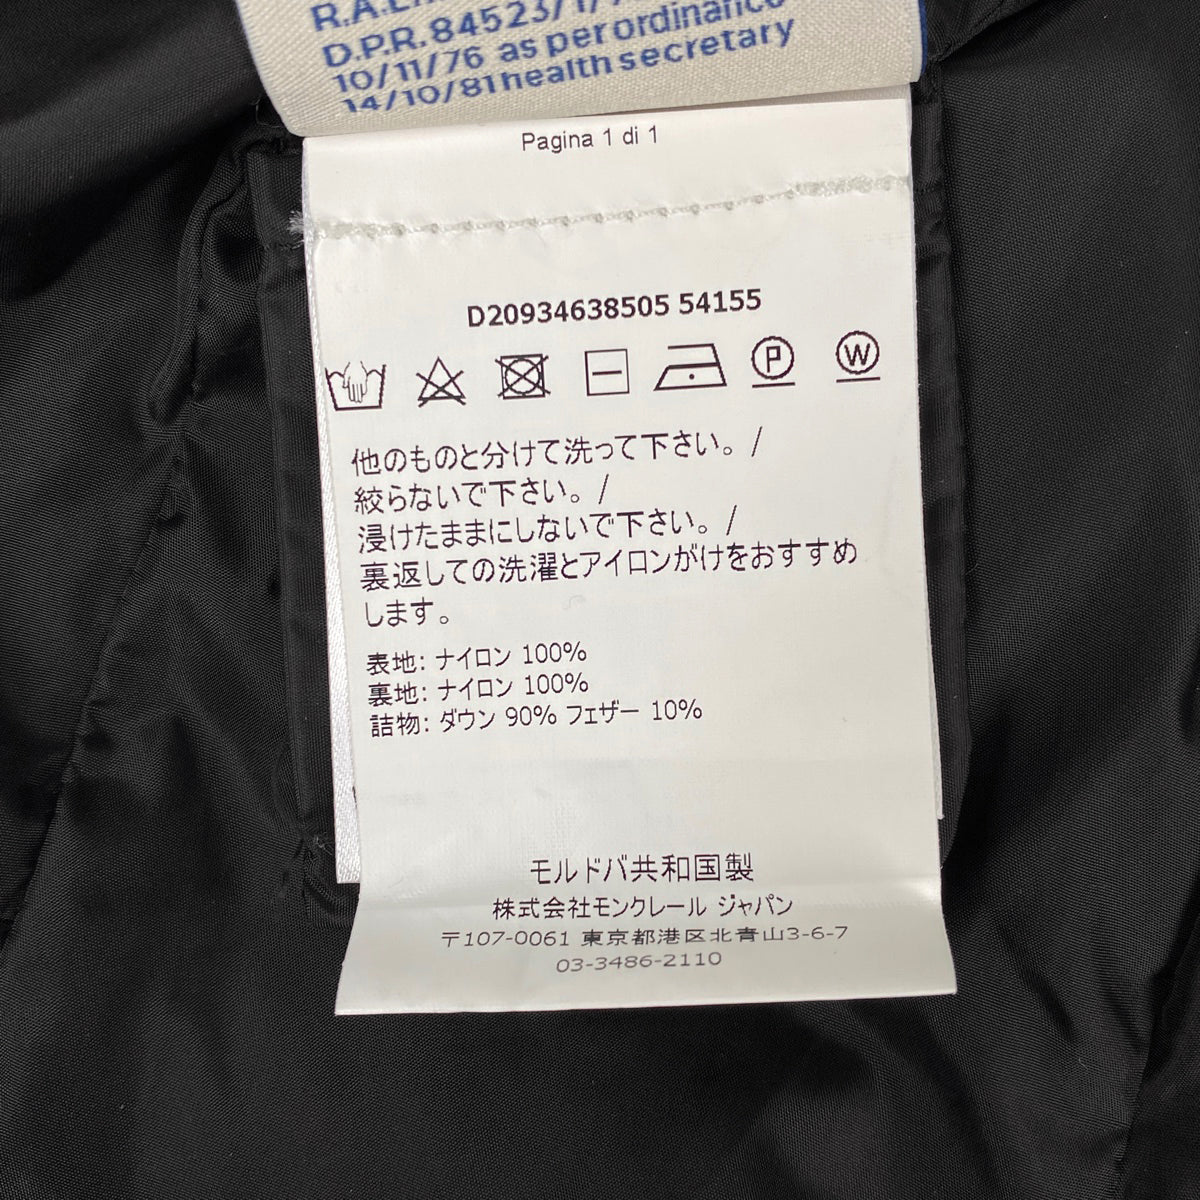 D.P.R. 84523/1/
10/11/76 as per ordinance
14/10/81 health secretary
Pagina 1 di 1
D20934638505 54155
P W
他のものと分けて洗って下さい。/
絞らないで下さい。/
浸けたままにしないで下さい。/
裏返しての洗濯とアイロンがけをおすすめ
します。
表地: ナイロン 100%
裏地: ナイロン 100%
詰物: ダウン 90% フェザー 10%
モルドバ共和国製
株式会社モンクレール ジャパン
〒107-0061 東京都港区北青山3-6-7
03-3486-2110